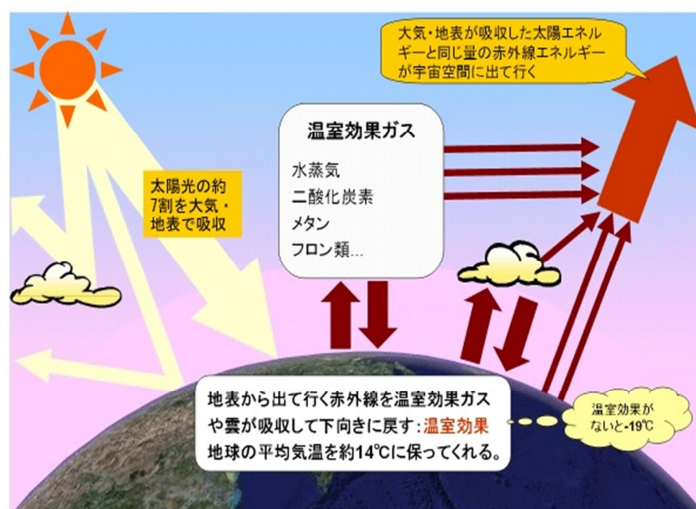 大気・地表が吸収した太陽エネル
ギーと同じ量の赤外線エネルギー
が宇宙空間に出て行く
温室効果ガス
水蒸気
二酸化炭素
メタン
フロン類…
太陽光の約
7割を大気・
地表で吸収
地表から出て行く赤外線を温室効果ガス
や雲が吸収して下向きに戻す：温室効果
地球の平均気温を約14℃に保ってくれる。
温室効果が
ないと-19℃